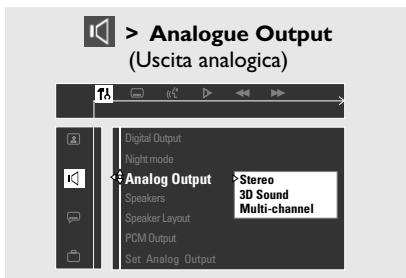 > Analogue Output
(Uscita analogica)
Digital Output
Night mode
Analog Output
Stereo
3D Sound
Multi-channel
Speakers
Speaker Layout
PCM Output
Set Analog Output